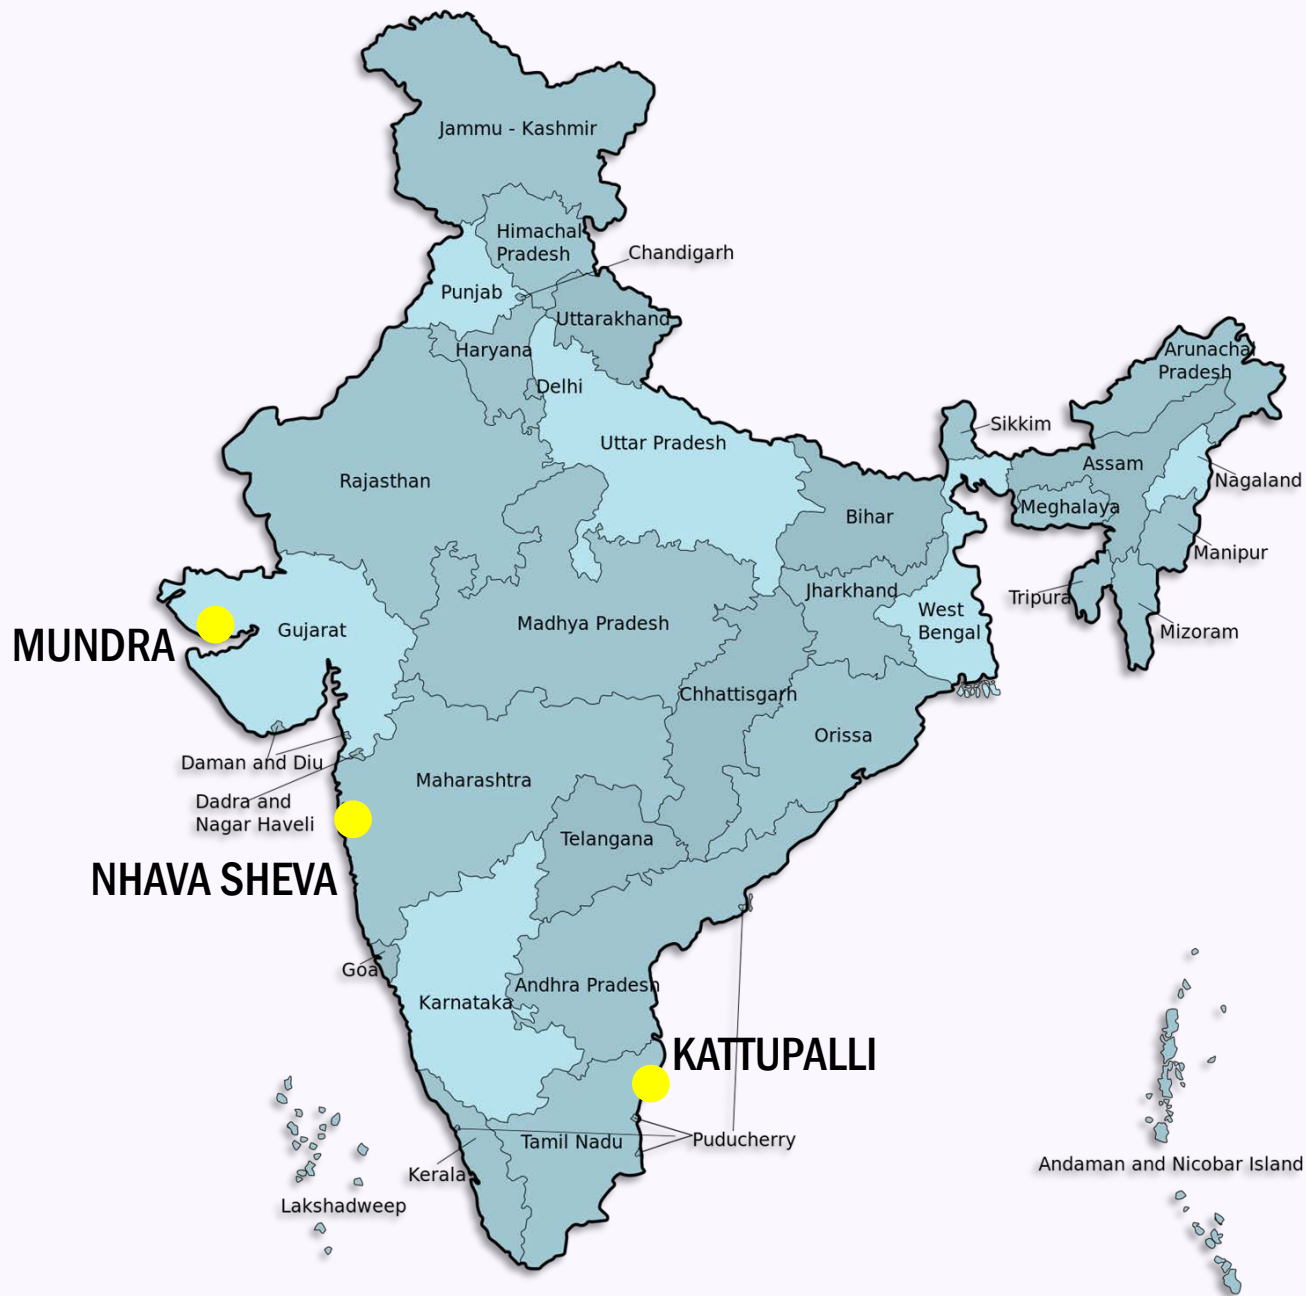 Jammu - Kashmir
Himachal
Pradesh
Chandigarh
Punjab
Uttarakhand
Haryana
Arunachal
Pradesh
Delhi
Sikkim
Uttar Pradesh
Assam
Rajasthan
Nagaland
Meghalaya
Bihar
Manipur
Jharkhand
Tripura
West
Bengal
Madhya Pradesh
Gujarat
Mizoram
MUNDRA
Chhattisgarh
Orissa
Daman and Diu
Maharashtra
Dadra and
Nagar Haveli
Telangana
NHAVA SHEVA
Goa
Andhra Pradesh
Karnataka
KATTUPALLI
Tamil Nadu
Puducherry
Andaman and Nicobar Island
Kerala
Lakshadweep